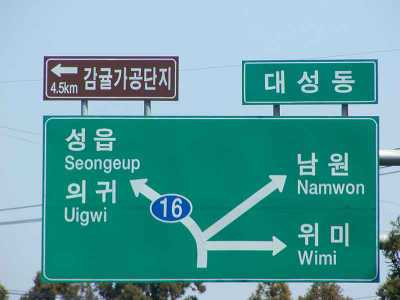 감귤가공단지
4.5km
대성동
성읍
Seongeup
의귀
Uigwi
16
남원
Namwon
위미
Wimi